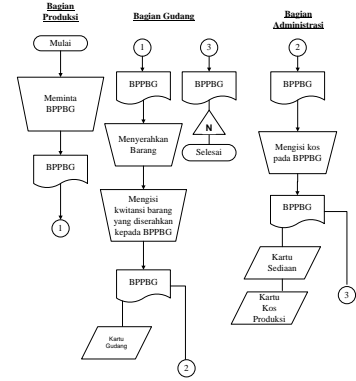 Bagian
Produksi
Mulai
Meminta
BPPBG
BPPBG
1
Bagian Gudang
1
BPPBG
Menyerahkan
Barang
Mengisi
kwitansi barang
yang diserahkan
kepada BPPBG
BPPBG
Kartu
Gudang
2
3
BPPBG
N
Selesai
Bagian
Administrasi
2
BPPBG
Mengisi kos
pada BPPBG
BPPBG
Kartu
Sediaan
Kartu
Kos
Produksi
3